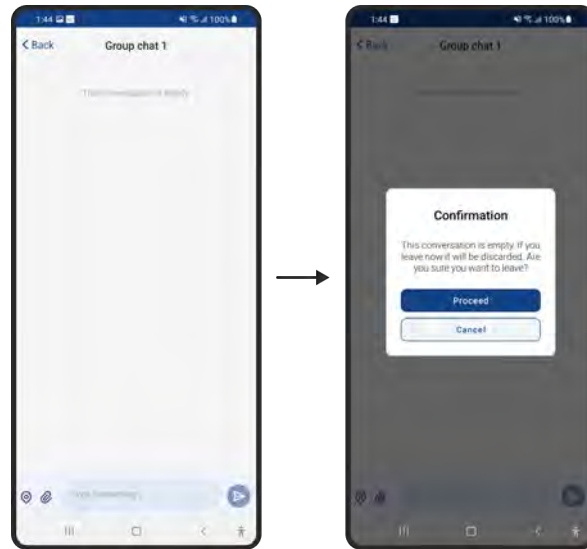 1:44
100%
< Back
Group chat 1
This conversation is empty
Type something
1:44
100%
< Back
Group chat 1
Confirmation
This conversation is empty. If you
leave now it will be discarded. Are
you sure you want to leave?
Proceed
Cancel